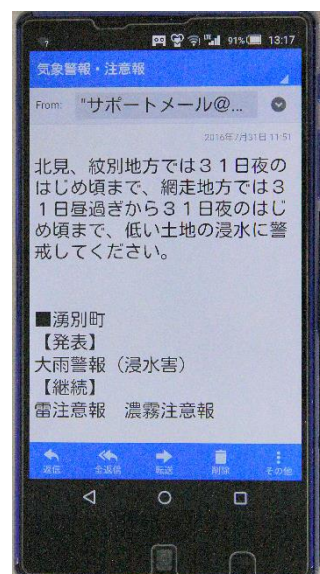 91% 13:17
気象警報・注意報
From: "サポートメール@...
2016年7月31日 11:51
北見、紋別地方では３１日夜の
はじめ頃まで、網走地方では３
１日昼過ぎから３１日夜のはじ
め頃まで、低い土地の浸水に警
戒してください。
■湧別町
【発表】
大雨警報（浸水害）
【継続】
雷注意報　濃霧注意報
返信 全返信 転送 削除 その他